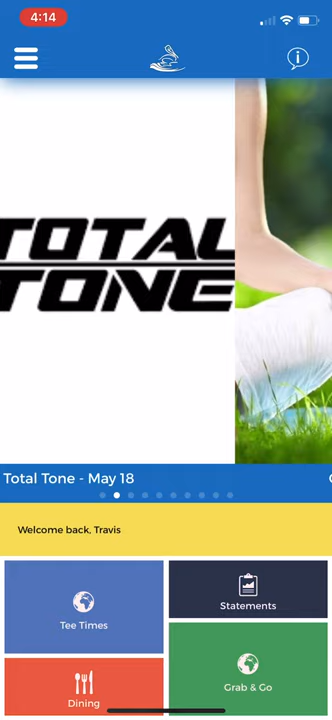 4:14
TOTAL
TONE
Total Tone - May 18
Welcome back, Travis
Tee Times
Statements
Dining
Grab & Go